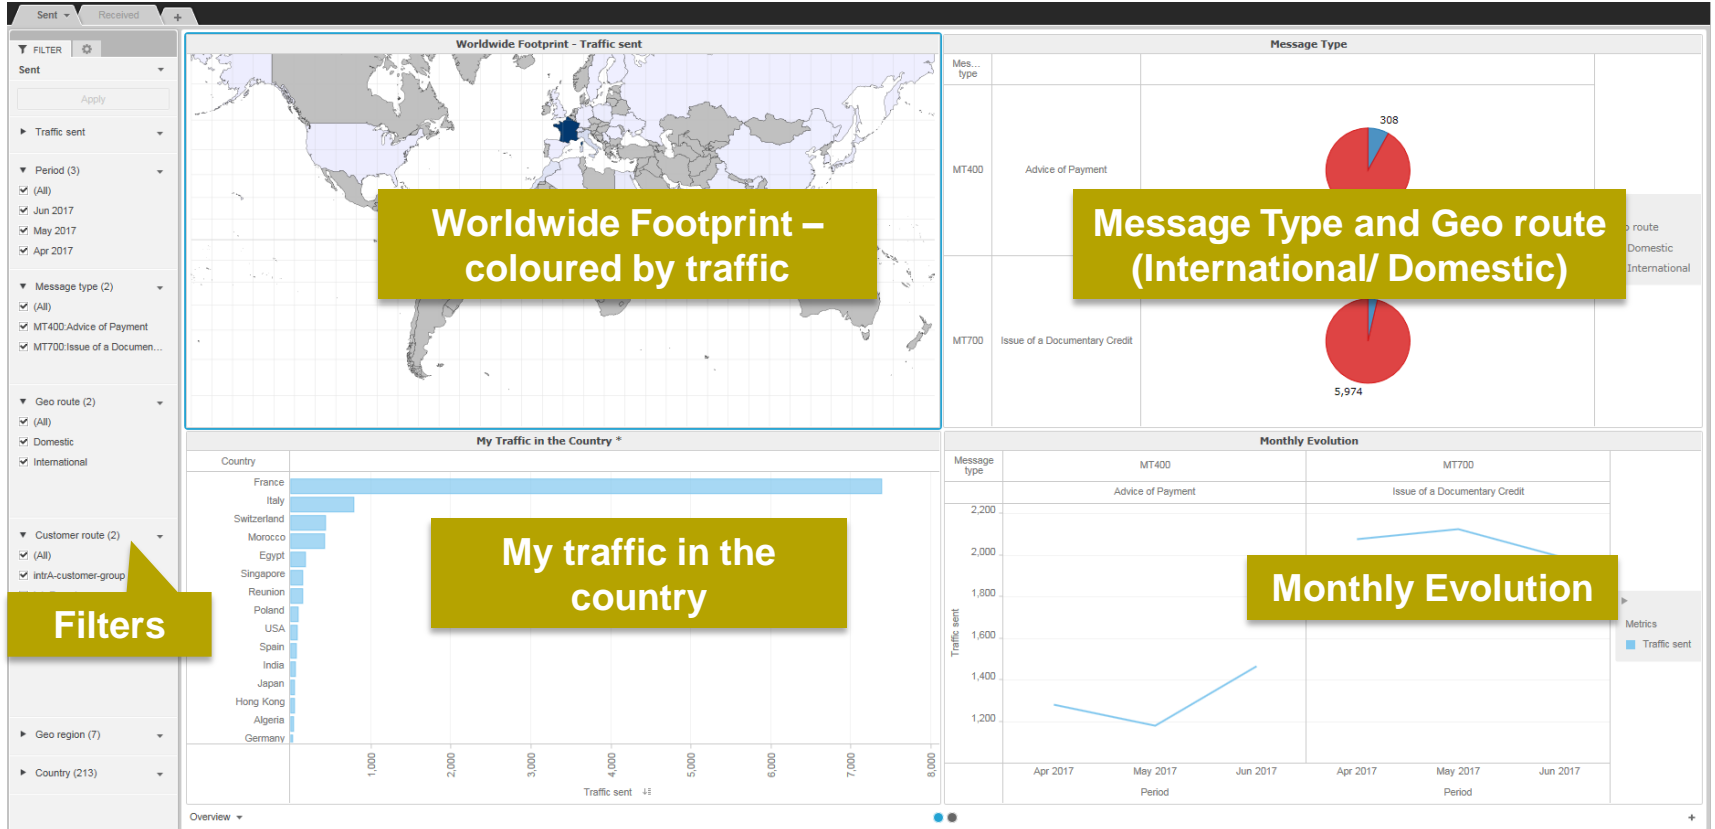 Sent
Received
+
FILTER
Sent
Apply
Traffic sent
Period (3)
(All)
Jun 2017
May 2017
Apr 2017
Message type (2)
(All)
MT400:Advice of Payment
MT700:Issue of a Documen...
Geo route (2)
(All)
Domestic
International
Customer route (2)
(All)
intrA-customer-group
Filters
Geo region (7)
Country (213)
Worldwide Footprint - Traffic sent
Worldwide Footprint –
coloured by traffic
Message Type
Mes...
type
308
MT400
Advice of Payment
Message Type and Geo route
(International/ Domestic)
route
Domestic
International
MT700
Issue of a Documentary Credit
5,974
My Traffic in the Country *
Country
France
Italy
Switzerland
Morocco
Egypt
Singapore
Reunion
Poland
USA
Spain
India
Japan
Hong Kong
Algeria
Germany
My traffic in the
country
1,000
2,000
3,000
4,000
5,000
6,000
7,000
8,000
Traffic sent
Monthly Evolution
Message
type
MT400
MT700
Advice of Payment
Issue of a Documentary Credit
2,200
2,000
1,800
1,600
1,400
1,200
Traffic sent
Monthly Evolution
Metrics
Traffic sent
Apr 2017
May 2017
Jun 2017
Apr 2017
May 2017
Jun 2017
Period
Period
Overview
+